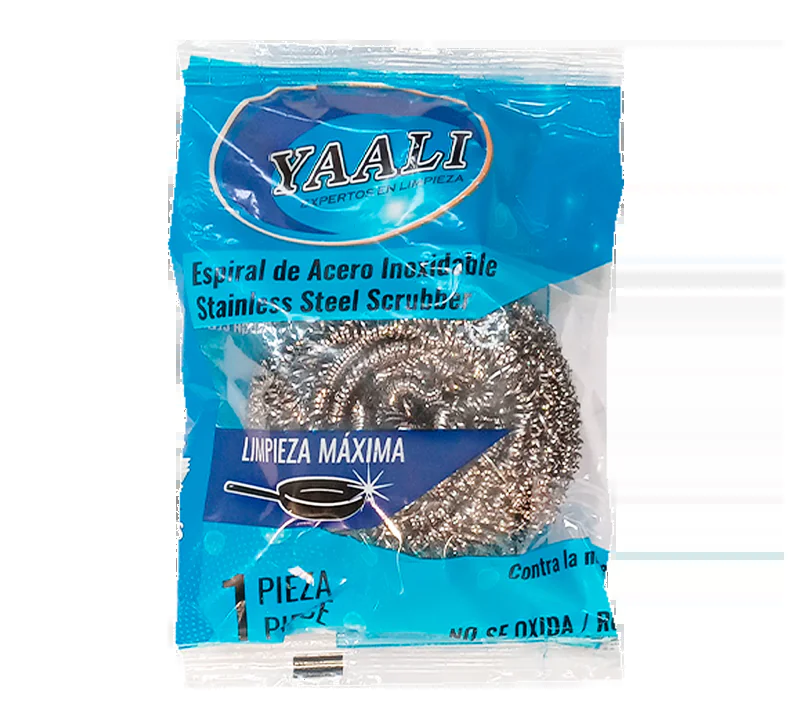 YAALI
EXPERTOS EN LIMPIEZA
Espiral de Acero Inoxidable
Stainless Steel Scrubber
LIMPIEZA MÁXIMA
1 PIEZA
PIECE
Contra la
NO SE OXIDA /